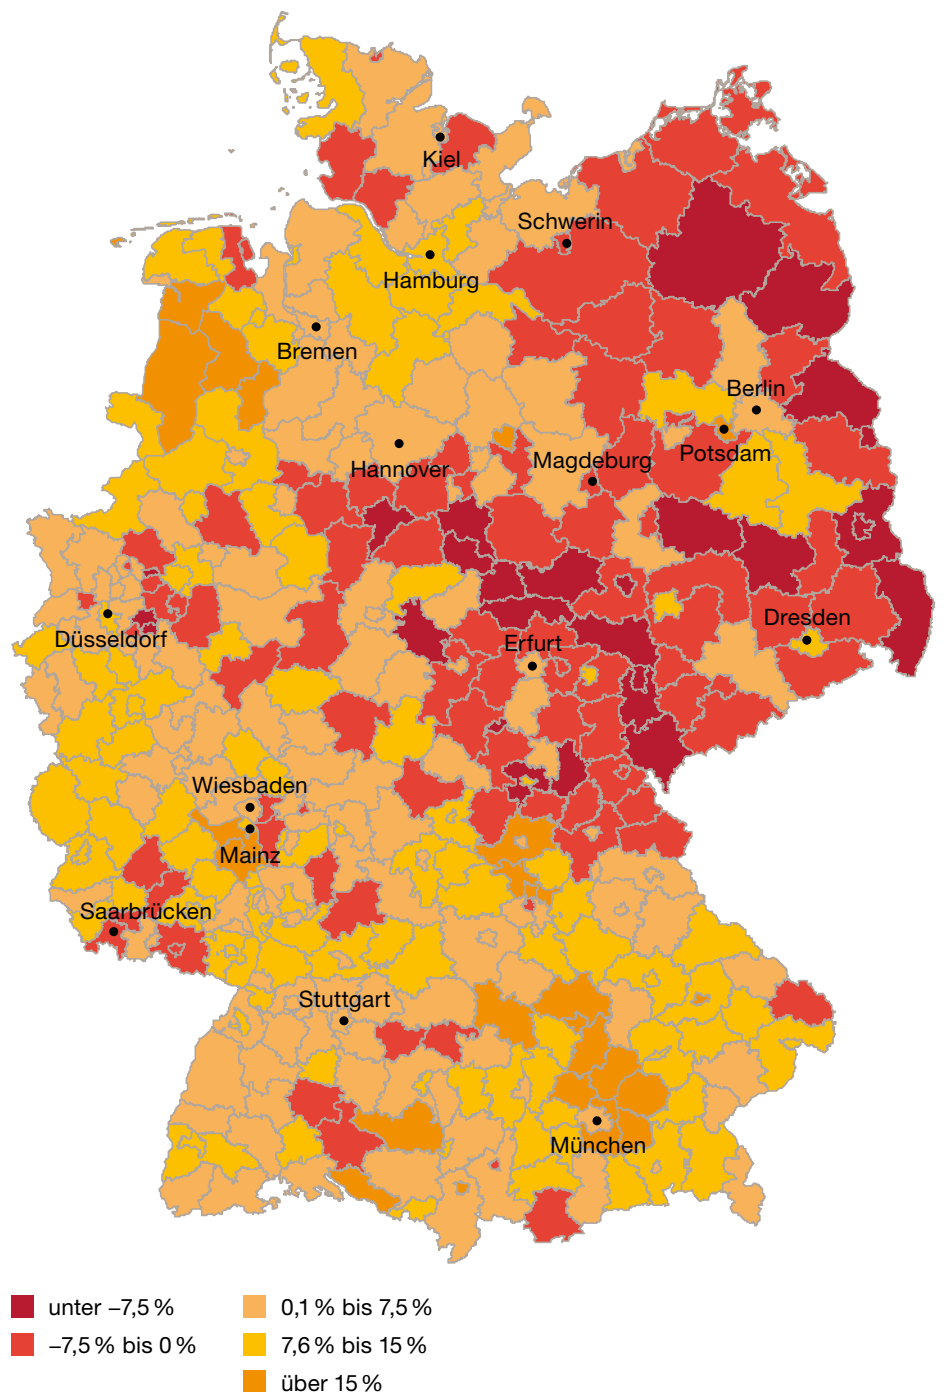 Kiel
Schwerin
Hamburg
Bremen
Berlin
Hannover
Magdeburg
Potsdam
Düsseldorf
Dresden
Erfurt
Wiesbaden
Mainz
Saarbrücken
Stuttgart
München
unter −7,5 %
0,1 % bis 7,5 %
−7,5 % bis 0 %
7,6 % bis 15 %
über 15 %